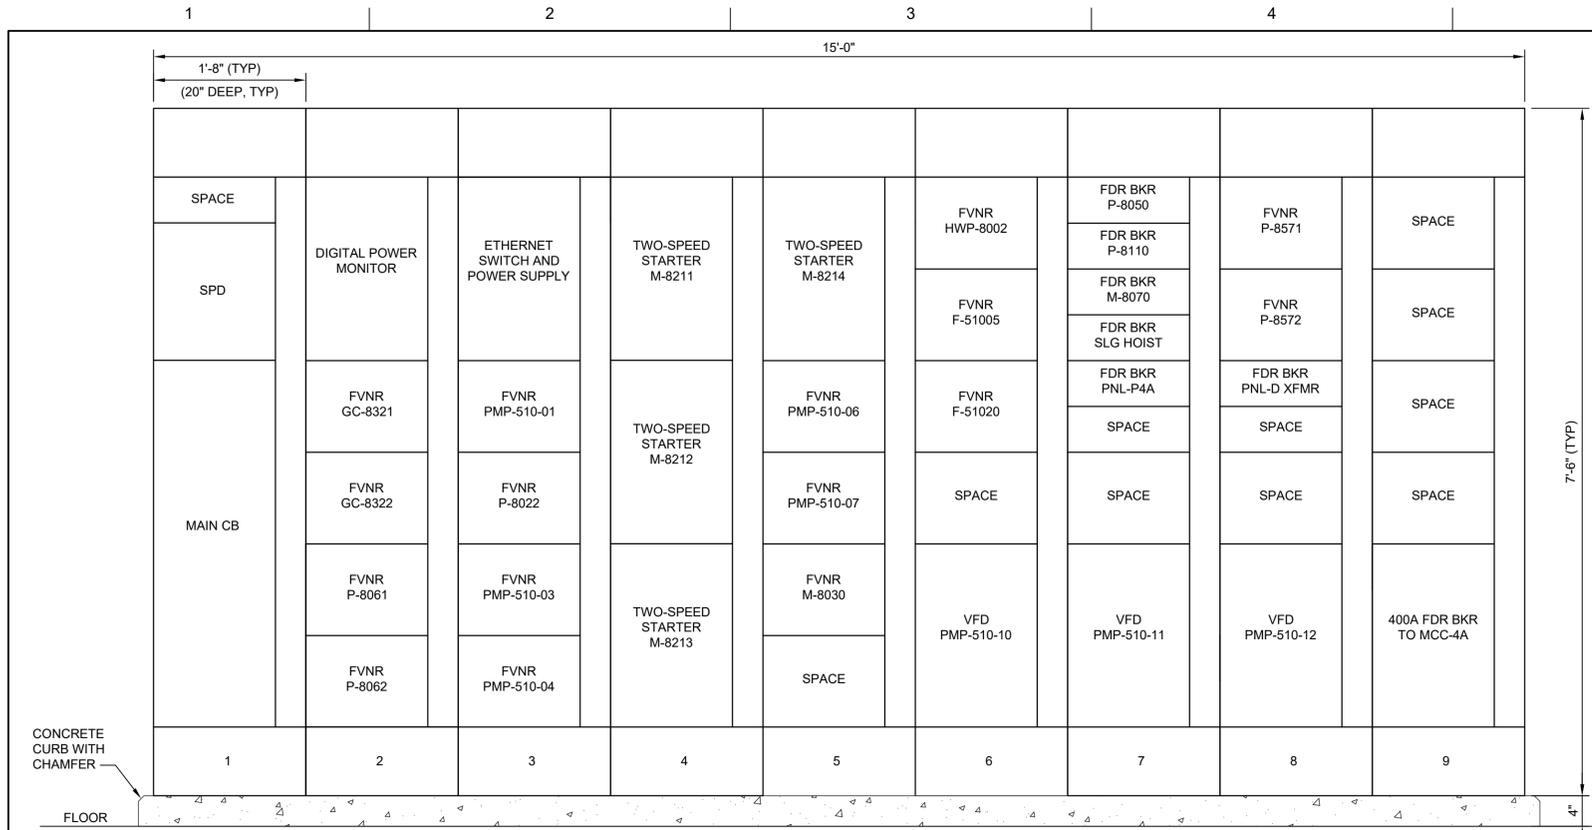 1
2
3
4
15'-0"
1'-8" (TYP)
(20" DEEP, TYP)
SPACE
SPD
MAIN CB
1
DIGITAL POWER
MONITOR
FVNR
GC-8321
FVNR
GC-8322
FVNR
P-8061
FVNR
P-8062
2
ETHERNET
SWITCH AND
POWER SUPPLY
FVNR
PMP-510-01
FVNR
P-8022
FVNR
PMP-510-03
FVNR
PMP-510-04
3
TWO-SPEED
STARTER
M-8211
TWO-SPEED
STARTER
M-8212
TWO-SPEED
STARTER
M-8213
4
TWO-SPEED
STARTER
M-8214
FVNR
PMP-510-06
FVNR
PMP-510-07
FVNR
M-8030
SPACE
5
FVNR
HWP-8002
FVNR
F-51005
FVNR
F-51020
SPACE
VFD
PMP-510-10
6
FDR BKR
P-8050
FDR BKR
P-8110
FDR BKR
M-8070
FDR BKR
SLG HOIST
FDR BKR
PNL-P4A
SPACE
SPACE
VFD
PMP-510-11
7
FVNR
P-8571
FVNR
P-8572
FDR BKR
PNL-D XFMR
SPACE
SPACE
VFD
PMP-510-12
8
SPACE
SPACE
SPACE
SPACE
400A FDR BKR
TO MCC-4A
9
7'-6" (TYP)
4"
CONCRETE
CURB WITH
CHAMFER
FLOOR